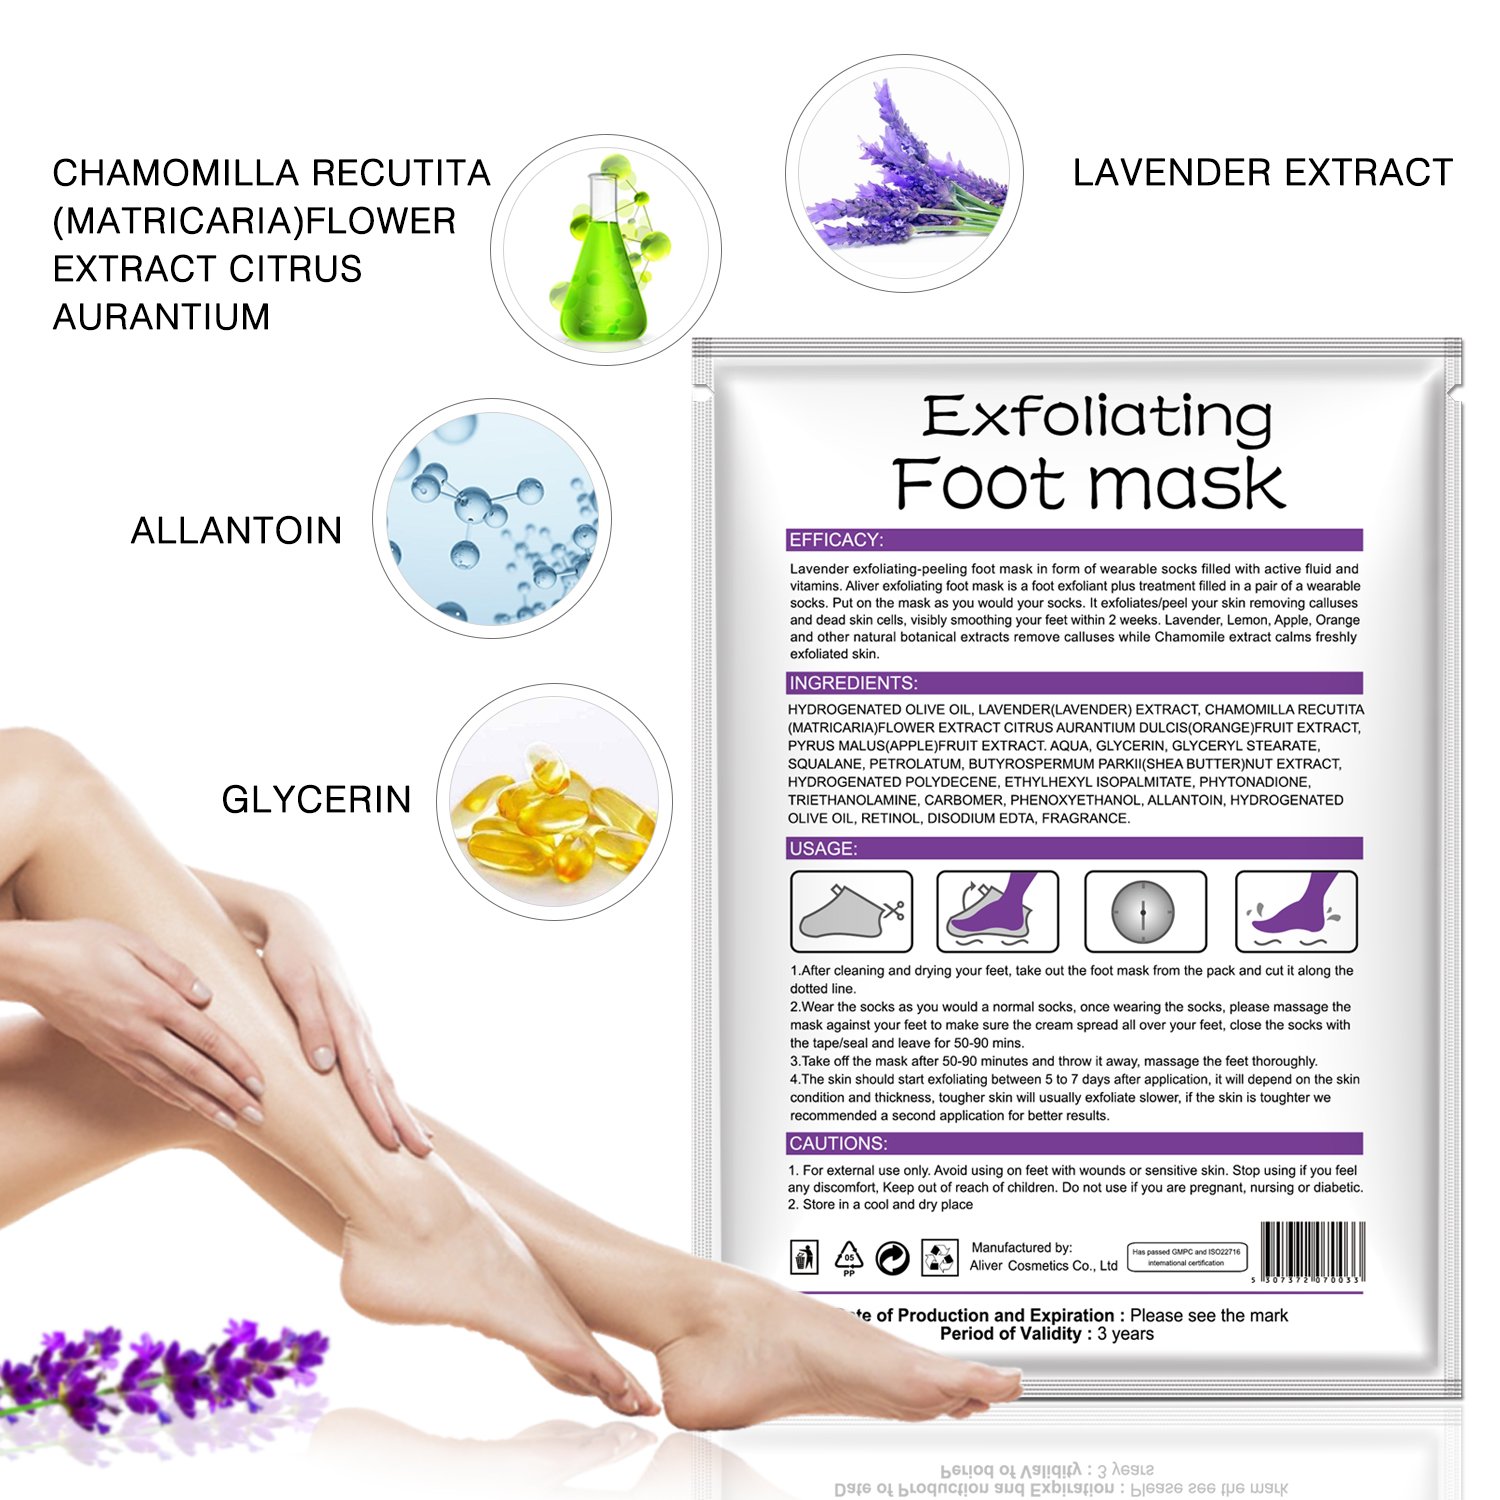 CHAMOMILLA RECUTITA
(MATRICARIA)FLOWER
EXTRACT CITRUS
AURANTIUM
LAVENDER EXTRACT
ALLANTOIN
GLYCERIN
Exfoliating
Foot mask
EFFICACY:
Lavender exfoliating-peeling foot mask in form of wearable socks filled with active fluid and
vitamins. Aliver exfoliating foot mask is a foot exfoliant plus treatment filled in a pair of a wearable
socks. Put on the mask as you would your socks. It exfoliates/peel your skin removing calluses
and dead skin cells, visibly smoothing your feet within 2 weeks. Lavender, Lemon, Apple, Orange
and other natural botanical extracts remove calluses while Chamomile extract calms freshly
exfoliated skin.
INGREDIENTS:
HYDROGENATED OLIVE OIL, LAVENDER(LAVENDER) EXTRACT, CHAMOMILLA RECUTITA
(MATRICARIA)FLOWER EXTRACT CITRUS AURANTIUM DULCIS(ORANGE)FRUIT EXTRACT,
PYRUS MALUS(APPLE)FRUIT EXTRACT. AQUA, GLYCERIN, GLYCERYL STEARATE,
SQUALANE, PETROLATUM, BUTYROSPERMUM PARKII(SHEA BUTTER)NUT EXTRACT,
HYDROGENATED POLYDECENE, ETHYLHEXYL ISOPALMITATE, PHYTONADIONE,
TRIETHANOLAMINE, CARBOMER, PHENOXYETHANOL, ALLANTOIN, HYDROGENATED
OLIVE OIL, RETINOL, DISODIUM EDTA, FRAGRANCE.
USAGE:
1.After cleaning and drying your feet, take out the foot mask from the pack and cut it along the
dotted line.
2.Wear the socks as you would a normal socks, once wearing the socks, please massage the
mask against your feet to make sure the cream spread all over your feet, close the socks with
the tape/seal and leave for 50-90 mins.
3.Take off the mask after 50-90 minutes and throw it away, massage the feet thoroughly.
4.The skin should start exfoliating between 5 to 7 days after application, it will depend on the skin
condition and thickness, tougher skin will usually exfoliate slower, if the skin is toughter we
recommended a second application for better results.
CAUTIONS:
1. For external use only. Avoid using on feet with wounds or sensitive skin. Stop using if you feel
any discomfort, Keep out of reach of children. Do not use if you are pregnant, nursing or diabetic.
2. Store in a cool and dry place
05
PP
Manufactured by:
Aliver Cosmetics Co., Ltd
Has passed GMPC and ISO22716
international certification
5 307372 070033
Date of Production and Expiration : Please see the mark
Period of Validity : 3 years
Period of Validity : 3 years
Date of Production and Expiration : Please see the mark